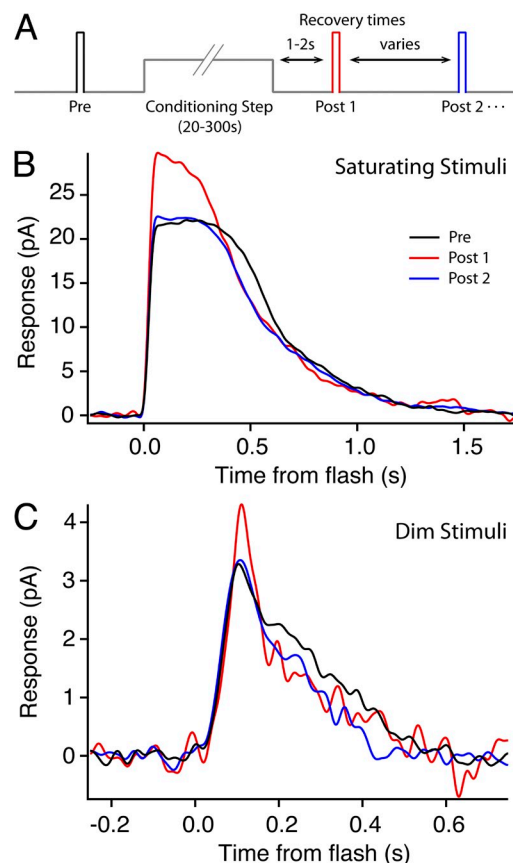 A
Recovery times
1-2s
varies
Pre
Conditioning Step
(20-300s)
Post 1
Post 2 ···
B
Saturating Stimuli
Response (pA)
25
20
15
10
5
0
Pre
Post 1
Post 2
0.0
0.5
1.0
1.5
Time from flash (s)
C
Dim Stimuli
Response (pA)
4
3
2
1
0
-0.2
0.0
0.2
0.4
0.6
Time from flash (s)